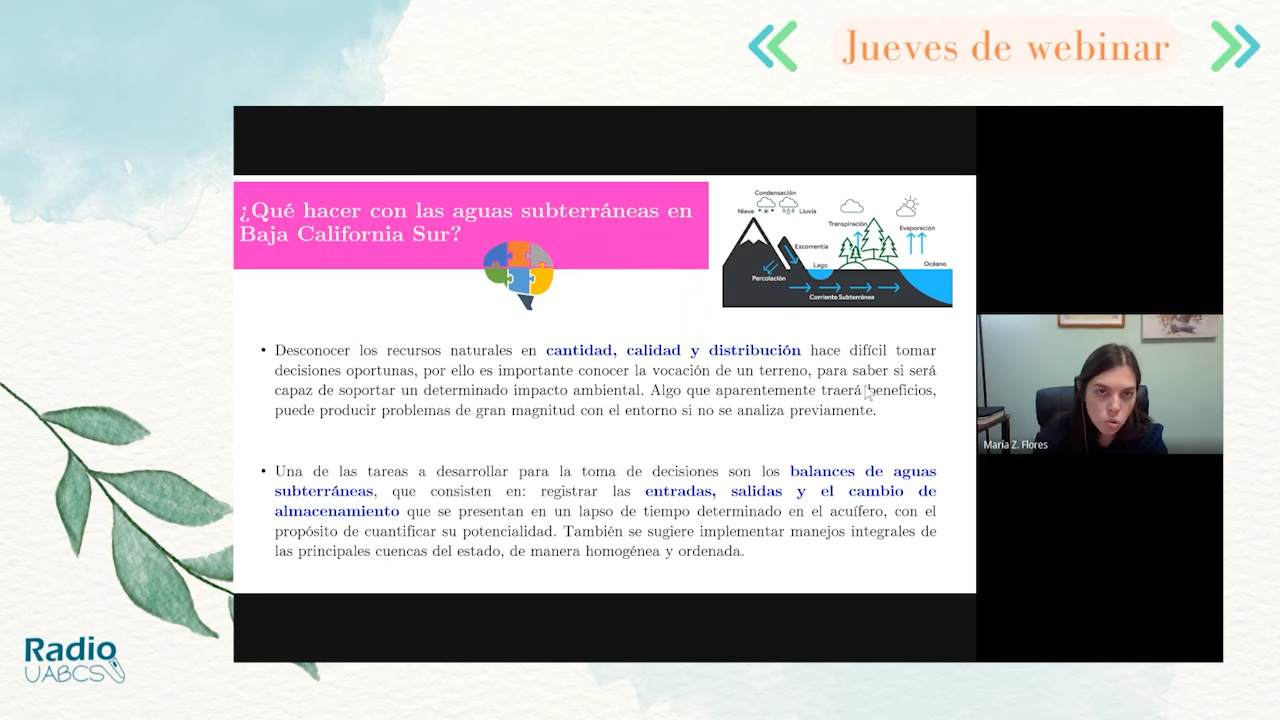 Jueves de webinar
¿Qué hacer con las aguas subterráneas en
Baja California Sur?
Condensación
Nieve
Lluvia
Transpiración
Evaporación
Escorrentía
Lago
Océano
Percolación
Corriente Subterránea
• Desconocer los recursos naturales en cantidad, calidad y distribución hace difícil tomar
decisiones oportunas, por ello es importante conocer la vocación de un terreno, para saber si será
capaz de soportar un determinado impacto ambiental. Algo que aparentemente traerá beneficios,
puede producir problemas de gran magnitud con el entorno si no se analiza previamente.
• Una de las tareas a desarrollar para la toma de decisiones son los balances de aguas
subterráneas, que consisten en: registrar las entradas, salidas y el cambio de
almacenamiento que se presentan en un lapso de tiempo determinado en el acuífero, con el
propósito de cuantificar su potencialidad. También se sugiere implementar manejos integrales de
las principales cuencas del estado, de manera homogénea y ordenada.
María Z. Flores
Radio
UABCS